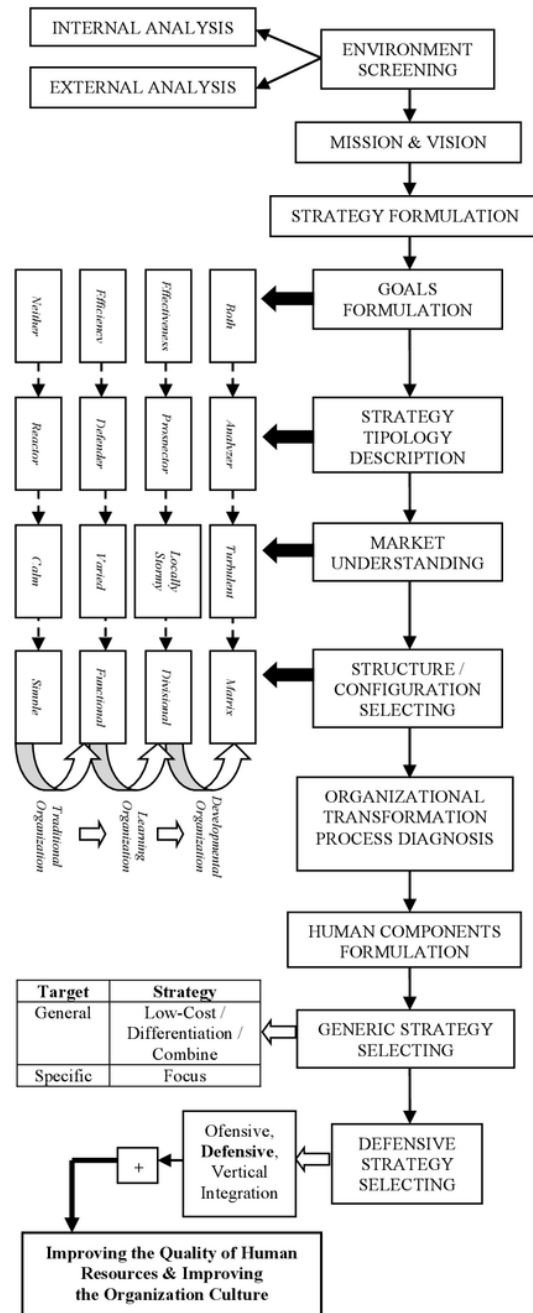 INTERNAL ANALYSIS
EXTERNAL ANALYSIS
ENVIRONMENT
SCREENING
MISSION & VISION
STRATEGY FORMULATION
GOALS
FORMULATION
Neither
Efficiency
Effectiveness
Both
STRATEGY
TIPOLOGY
DESCRIPTION
Reactor
Defender
Prospector
Analyzer
MARKET
UNDERSTANDING
Calm
Varied
Locally
Stormy
Turbulent
STRUCTURE /
CONFIGURATION
SELECTING
Simple
Functional
Divisional
Matrix
Traditional
Organization
Learning
Organization
Developmental
Organization
ORGANIZATIONAL
TRANSFORMATION
PROCESS DIAGNOSIS
HUMAN COMPONENTS
FORMULATION
GENERIC STRATEGY
SELECTING
Target Strategy
General Low-Cost /
Differentiation /
Combine
Specific Focus
DEFENSIVE
STRATEGY
SELECTING
Ofensive,
Defensive,
Vertical
Integration
+
Improving the Quality of Human
Resources & Improving
the Organization Culture